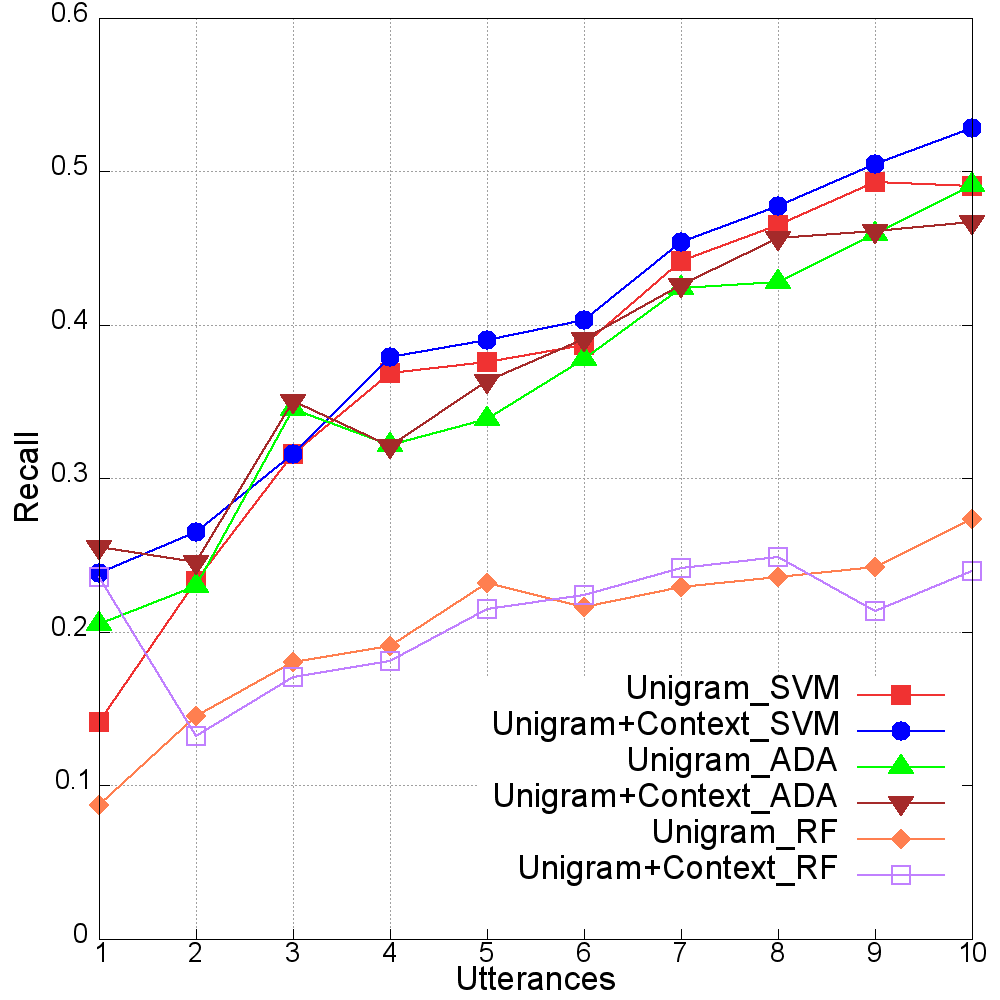 0.6
0.5
0.4
0.3
0.2
0.1
0
Recall
1 2 3 4 5 6 7 8 9 10
Utterances
Unigram_SVM
Unigram+Context_SVM
Unigram_ADA
Unigram+Context_ADA
Unigram_RF
Unigram+Context_RF